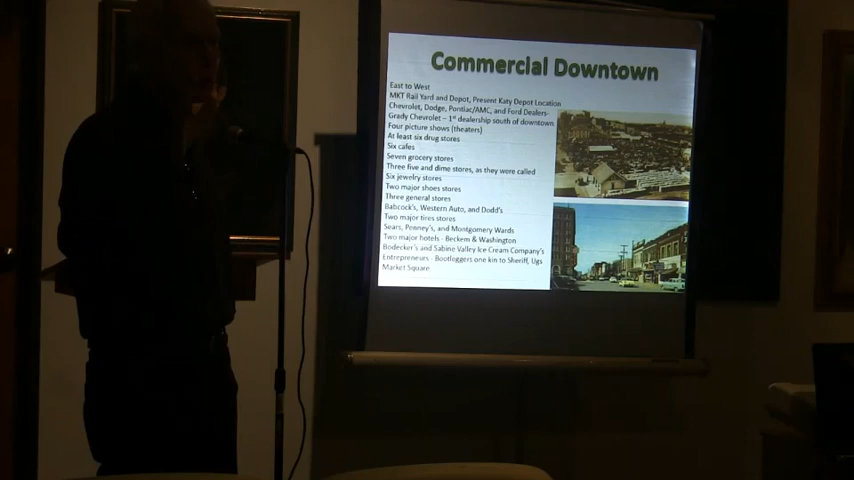 Commercial Downtown
East to West
MKT Rail Yard and Depot, Present Katy Depot Location
Chevrolet, Dodge, Pontiac/AMC, and Ford Dealers-
Grady Chevrolet – 1st dealership south of downtown
Four picture shows (theaters)
At least six drug stores
Six cafes
Seven grocery stores
Three five and dime stores, as they were called
Six jewelry stores
Two major shoes stores
Three general stores
Babcock's, Western Auto, and Dodd's
Two major tires stores
Sears, Penney's, and Montgomery Wards
Two major hotels - Beckem & Washington
Bodecker's and Sabine Valley Ice Cream Company's
Entrepreneurs - Bootleggers one kin to Sheriff, Ugs
Market Square